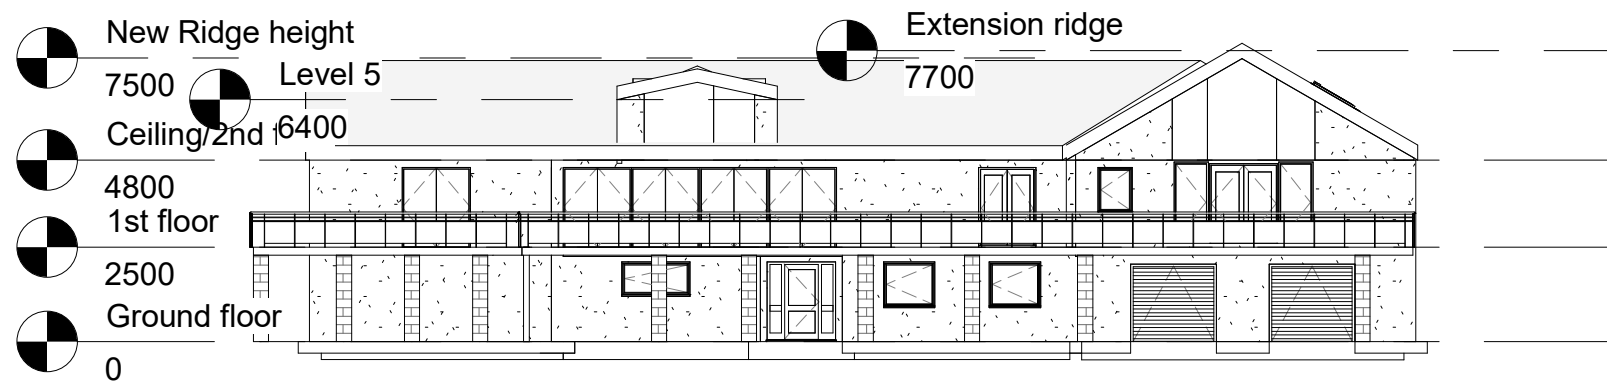 New Ridge height
7500
Level 5
6400
Extension ridge
7700
Ceiling/2nd
4800
1st floor
2500
Ground floor
0